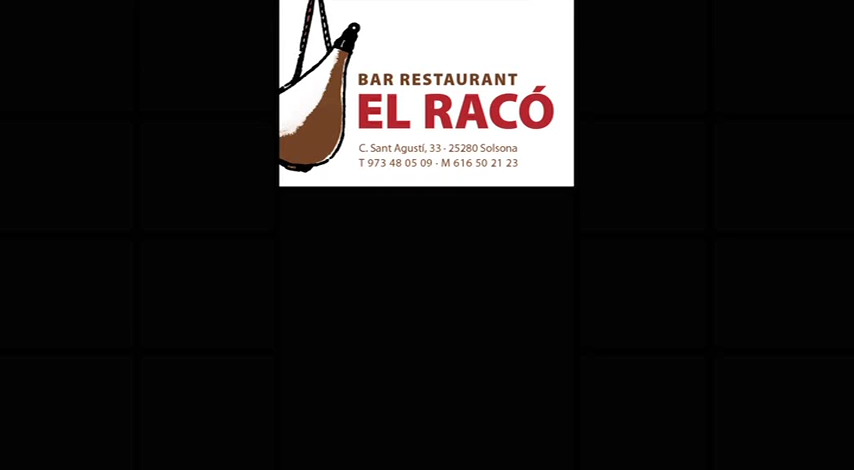 BAR RESTAURANT
EL RACÓ
C. Sant Agustí, 33 - 25280 Solsona
T 973 48 05 09 - M 616 50 21 23